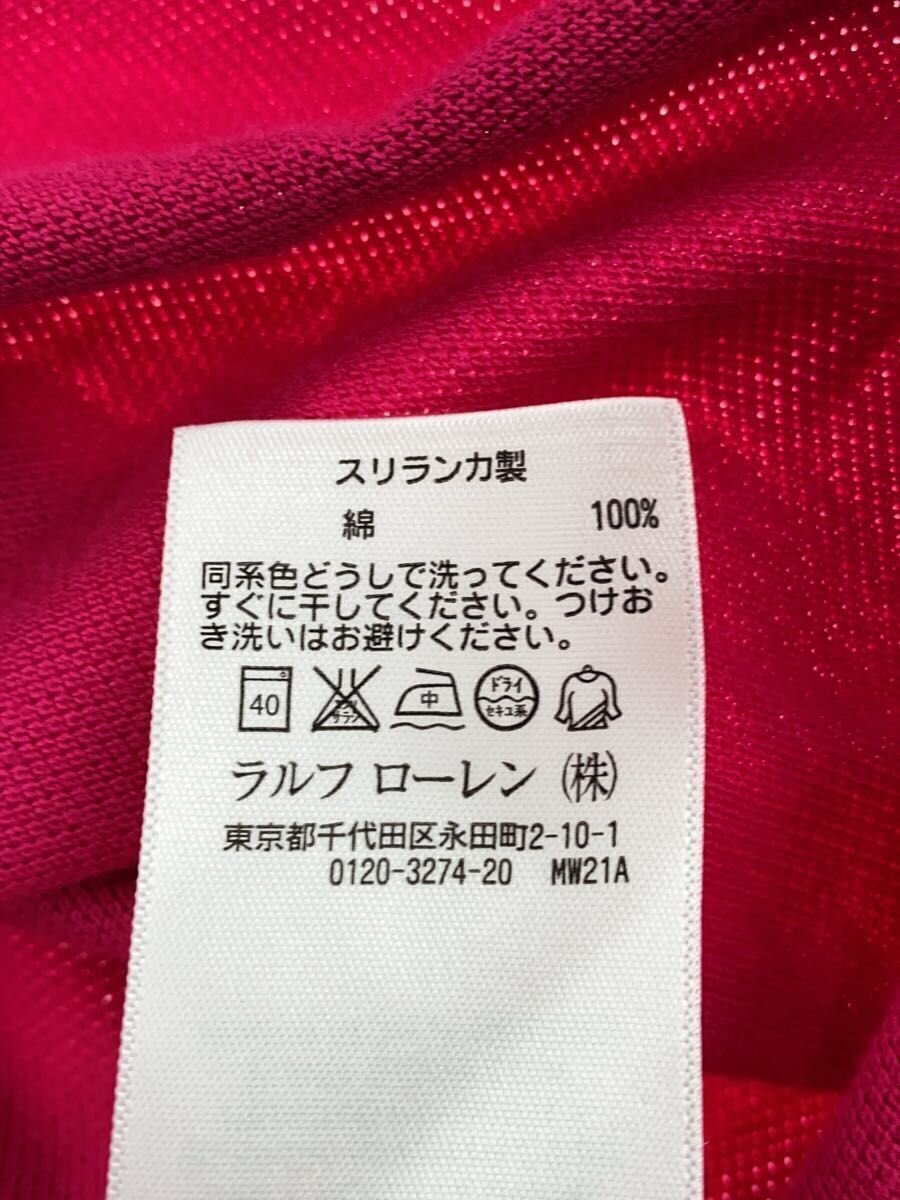 スリランカ製
綿 100%
同系色どうしで洗ってください。
すぐに干してください。つけお
き洗いはお避けください。
40 中 ドライ セキユ系
ラルフ ローレン (株)
東京都千代田区永田町2-10-1
0120-3274-20 MW21A